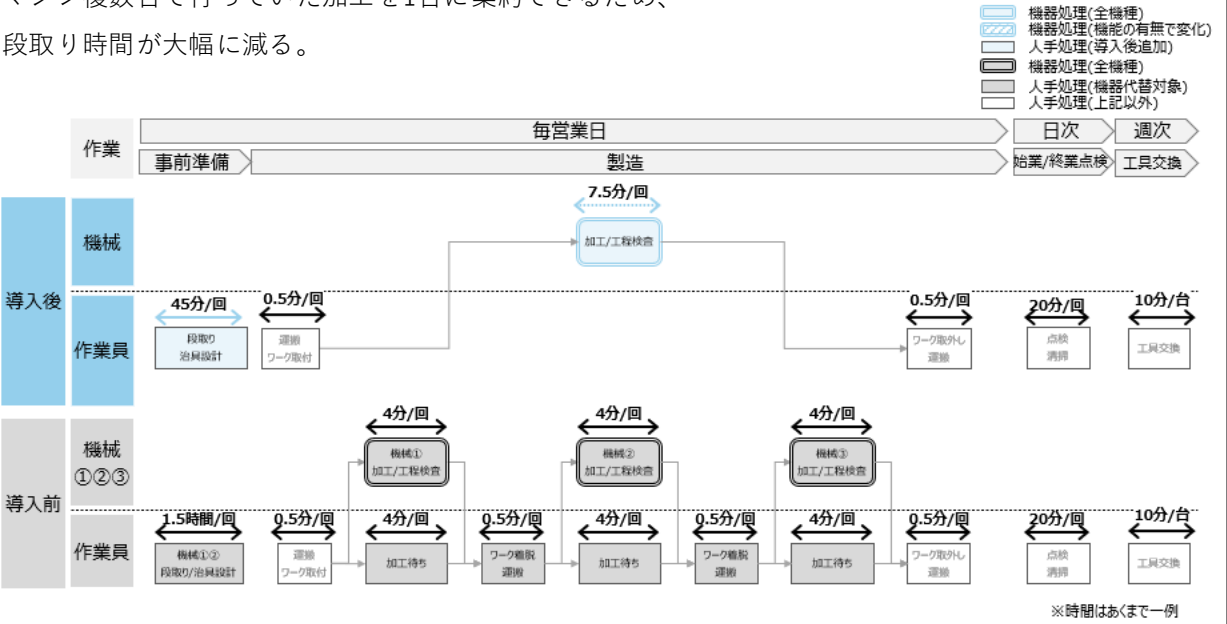 段取り時間が大幅に減る。
機器処理(全機種)
機器処理(機能の有無で変化)
人手処理(導入後追加)
機器処理(全機種)
人手処理(機器代替対象)
人手処理(上記以外)
作業
毎営業日
日次
週次
事前準備
製造
始業/終業点検
工具交換
導入後
機械
7.5分/回
加工/工程検査
作業員
45分/回
段取り
治具設計
0.5分/回
運搬
ワーク取付
0.5分/回
ワーク取外し
運搬
20分/回
点検
清掃
10分/台
工具交換
導入前
機械
①②③
4分/回
機械①
加工/工程検査
4分/回
機械②
加工/工程検査
4分/回
機械③
加工/工程検査
作業員
1.5時間/回
機械①②
段取り/治具設計
0.5分/回
運搬
ワーク取付
4分/回
加工待ち
0.5分/回
ワーク着脱
運搬
4分/回
加工待ち
0.5分/回
ワーク着脱
運搬
4分/回
加工待ち
0.5分/回
ワーク取外し
運搬
20分/回
点検
清掃
10分/台
工具交換
※時間はあくまで一例